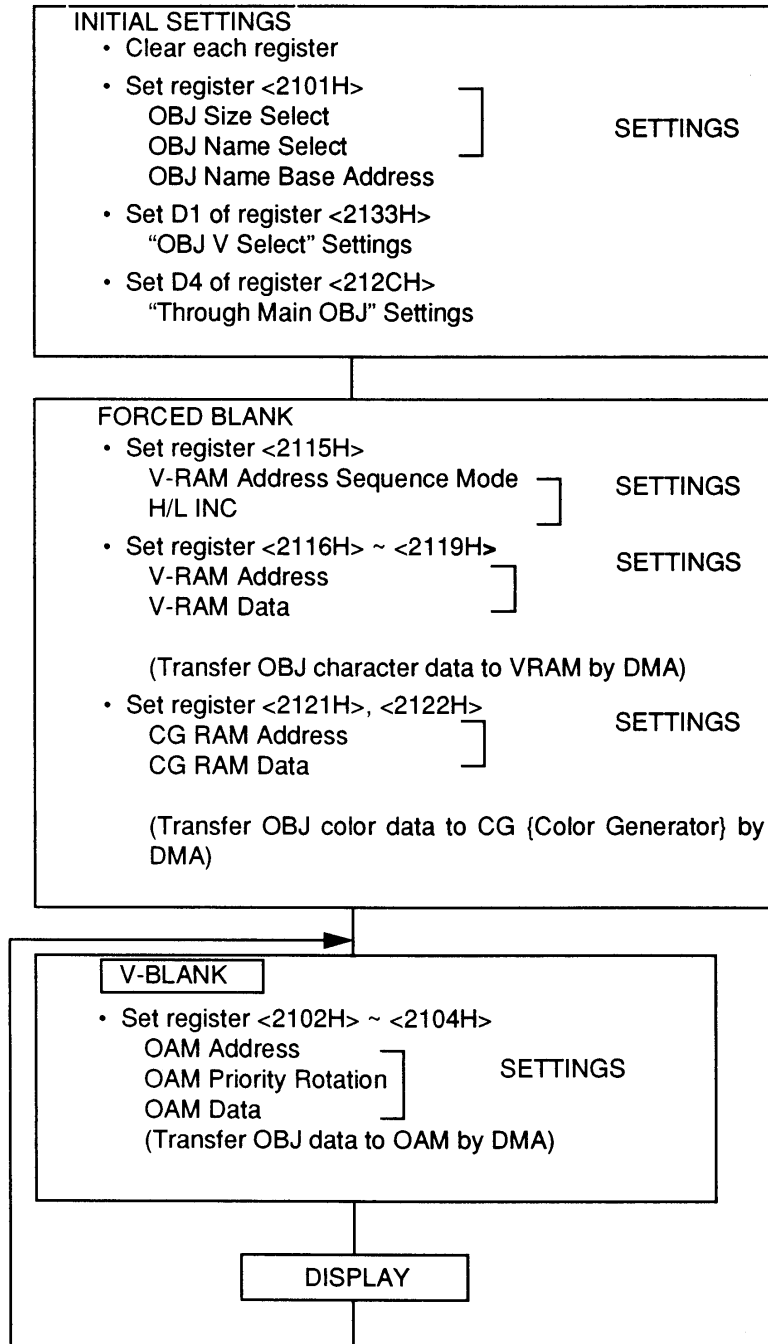 INITIAL SETTINGS
• Clear each register
• Set register <2101H>
OBJ Size Select
OBJ Name Select
SETTINGS
OBJ Name Base Address
• Set D1 of register <2133H>
“OBJ V Select” Settings
• Set D4 of register <212CH>
“Through Main OBJ” Settings
FORCED BLANK
• Set register <2115H>
V-RAM Address Sequence Mode
H/L INC
SETTINGS
• Set register <2116H> ~ <2119H>
V-RAM Address
V-RAM Data
SETTINGS
(Transfer OBJ character data to VRAM by DMA)
• Set register <2121H>, <2122H>
CG RAM Address
CG RAM Data
SETTINGS
(Transfer OBJ color data to CG {Color Generator} by
DMA)
V-BLANK
• Set register <2102H> ~ <2104H>
OAM Address
OAM Priority Rotation
OAM Data
SETTINGS
(Transfer OBJ data to OAM by DMA)
DISPLAY